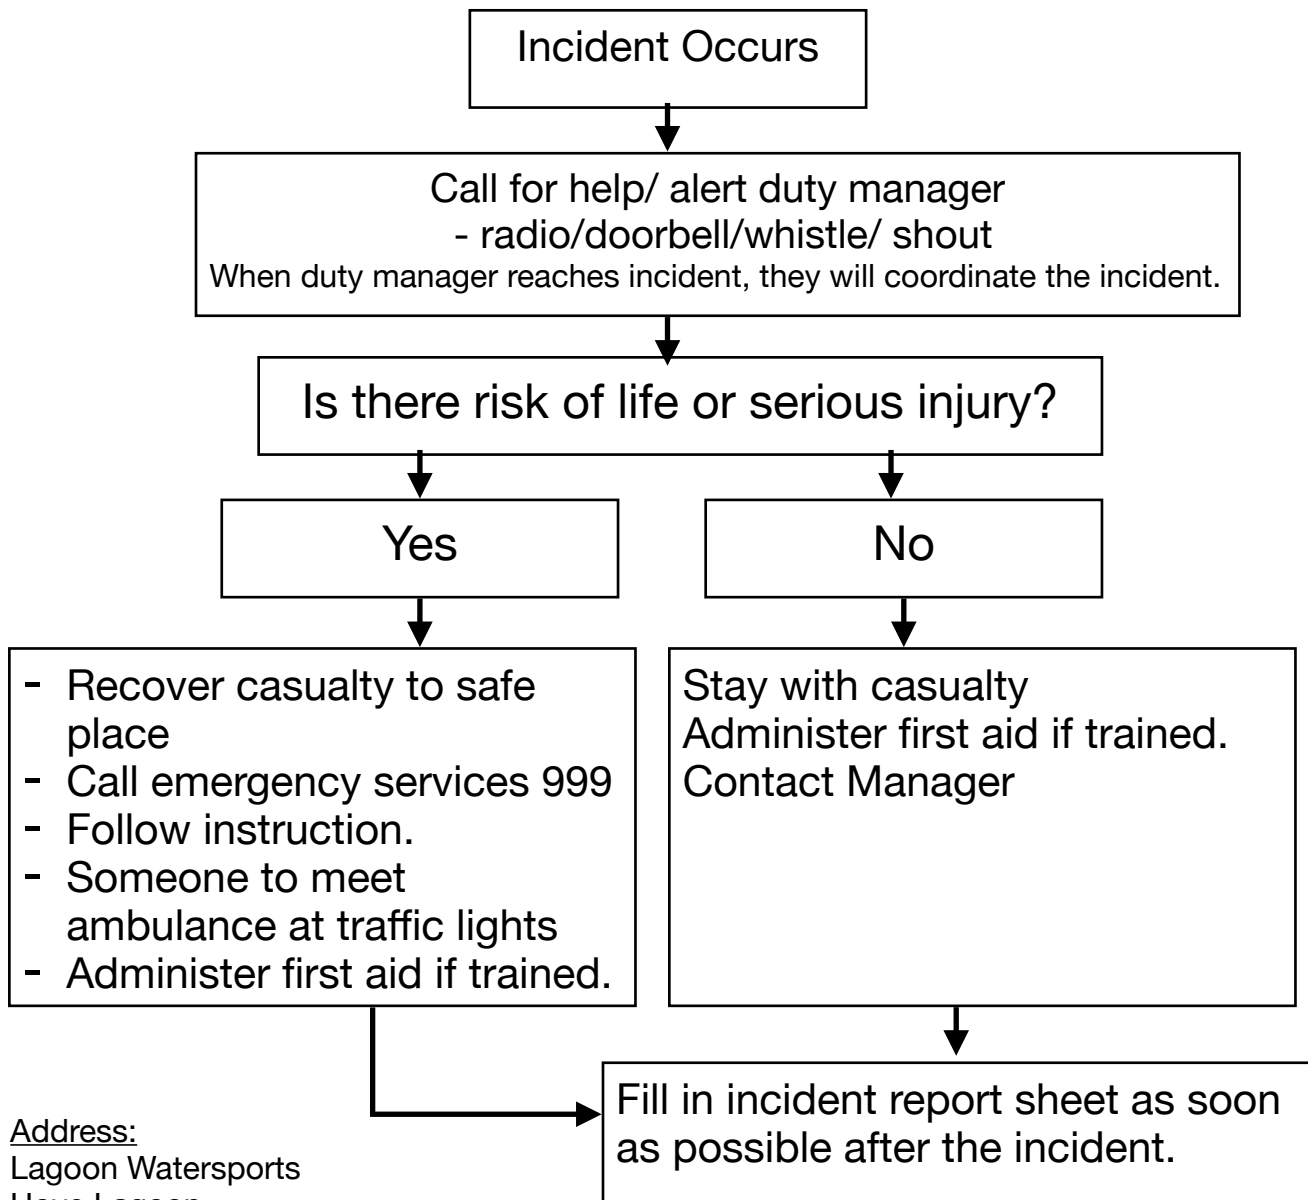 Incident Occurs
Call for help/ alert duty manager
- radio/doorbell/whistle/ shout
When duty manager reaches incident, they will coordinate the incident.
Is there risk of life or serious injury?
Yes
No
- Recover casualty to safe
place
- Call emergency services 999
- Follow instruction.
- Someone to meet
ambulance at traffic lights
- Administer first aid if trained.
Stay with casualty
Administer first aid if trained.
Contact Manager
Fill in incident report sheet as soon
as possible after the incident.
Address:
Lagoon Watersports
Hove Lagoon